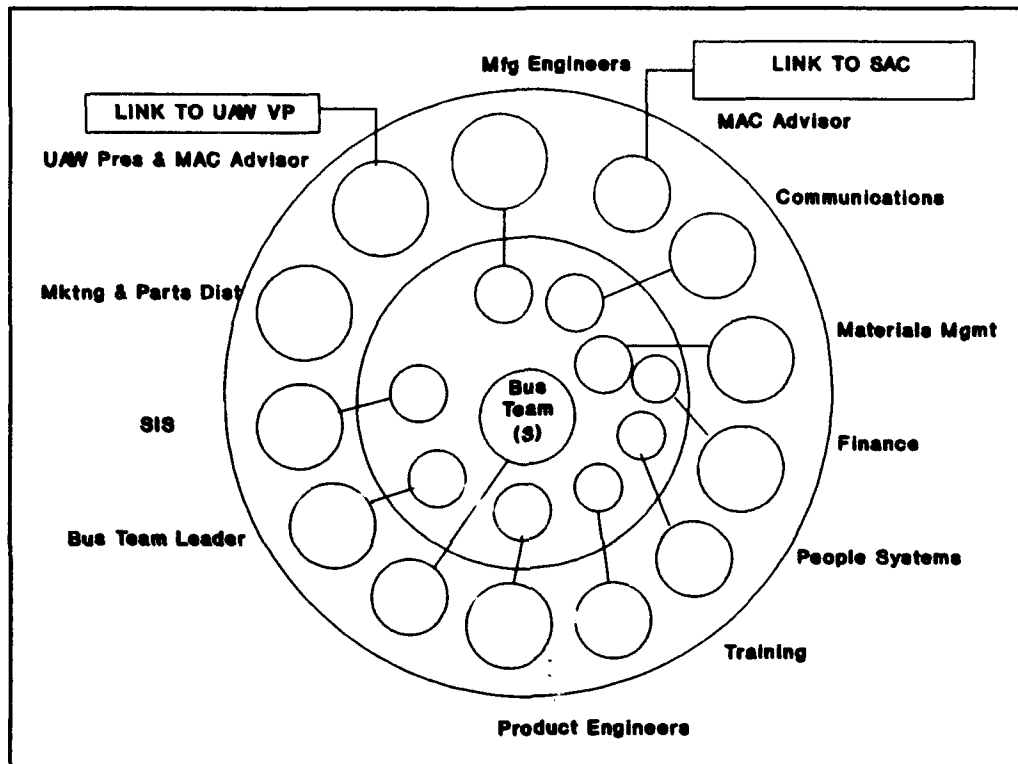 Mfg Engineers
LINK TO SAC
LINK TO UAW VP
MAC Advisor
UAW Pres & MAC Advisor
Communications
Mktng & Parts Dist
Materials Mgmt
Bus
Team
(3)
SIS
Finance
Bus Team Leader
People Systems
Training
Product Engineers